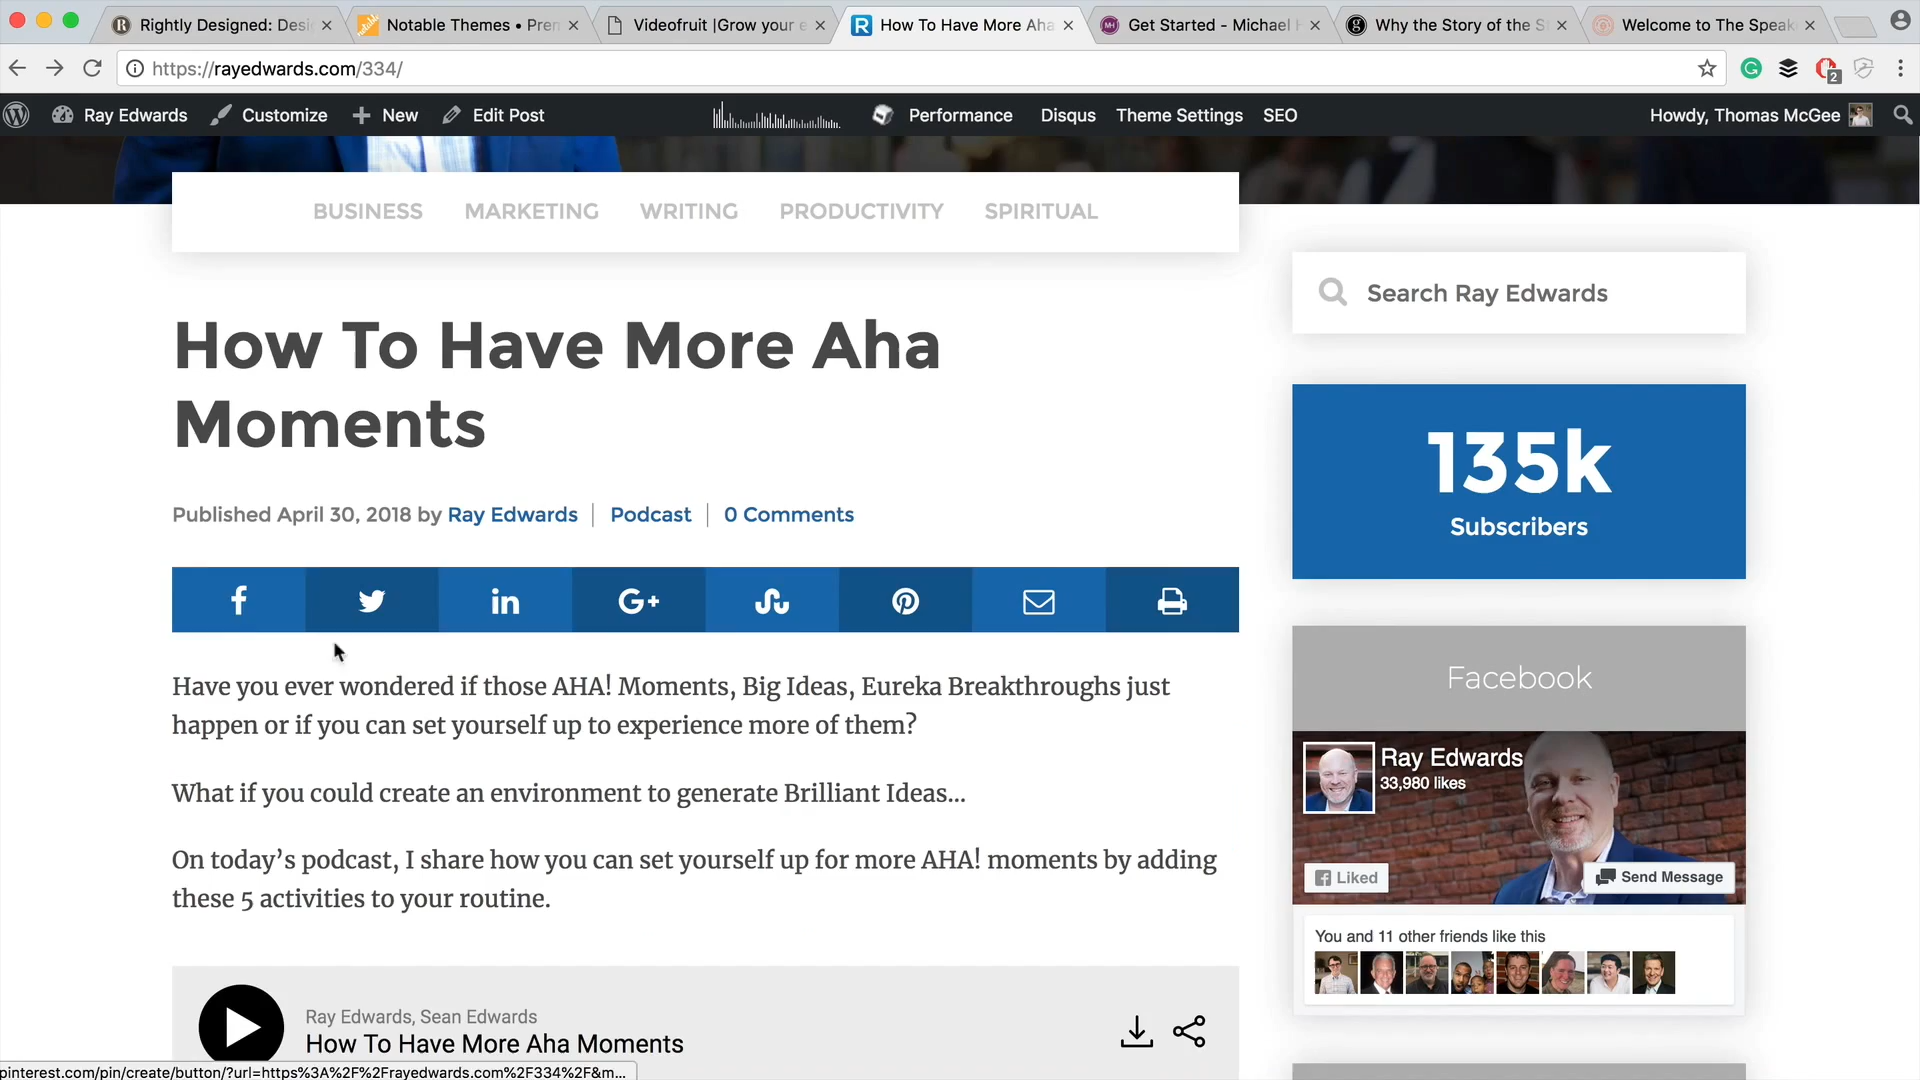 Rightly Designed: Desi
Notable Themes • Pren
Videofruit |Grow your e
How To Have More Aha
Get Started - Michael H
Why the Story of the S
Welcome to The Speak
https://rayedwards.com/334/
2
Ray Edwards
Customize
New
Edit Post
Performance
Disqus
Theme Settings
SEO
Howdy, Thomas McGee
BUSINESS
MARKETING
WRITING
PRODUCTIVITY
SPIRITUAL
Search Ray Edwards
How To Have More Aha
Moments
Published April 30, 2018 by Ray Edwards
Podcast
0 Comments
135k
Subscribers
Have you ever wondered if those AHA! Moments, Big Ideas, Eureka Breakthroughs just
happen or if you can set yourself up to experience more of them?
What if you could create an environment to generate Brilliant Ideas...
On today’s podcast, I share how you can set yourself up for more AHA! moments by adding
these 5 activities to your routine.
Facebook
Ray Edwards
33,980 likes
Liked
Send Message
You and 11 other friends like this
Ray Edwards, Sean Edwards
How To Have More Aha Moments
pinterest.com/pin/create/button/?url=https%3A%2F%2Frayedwards.com%2F334%2F&m...